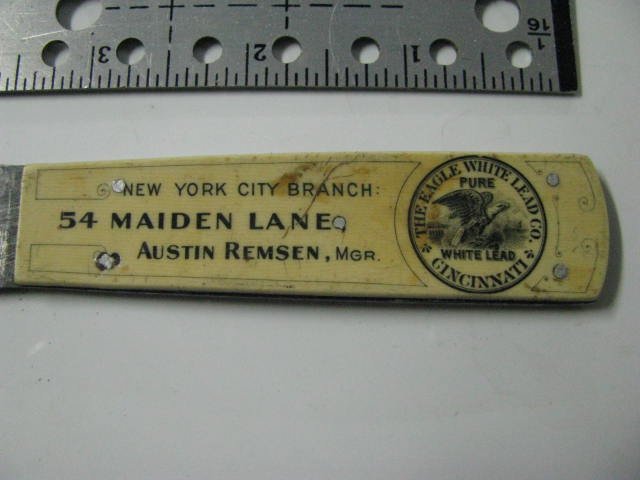 3 2 1 1/16
NEW YORK CITY BRANCH:
54 MAIDEN LANE,
AUSTIN REMSEN, MGR.
THE EAGLE WHITE LEAD CO.
PURE
WHITE LEAD
CINCINNATI